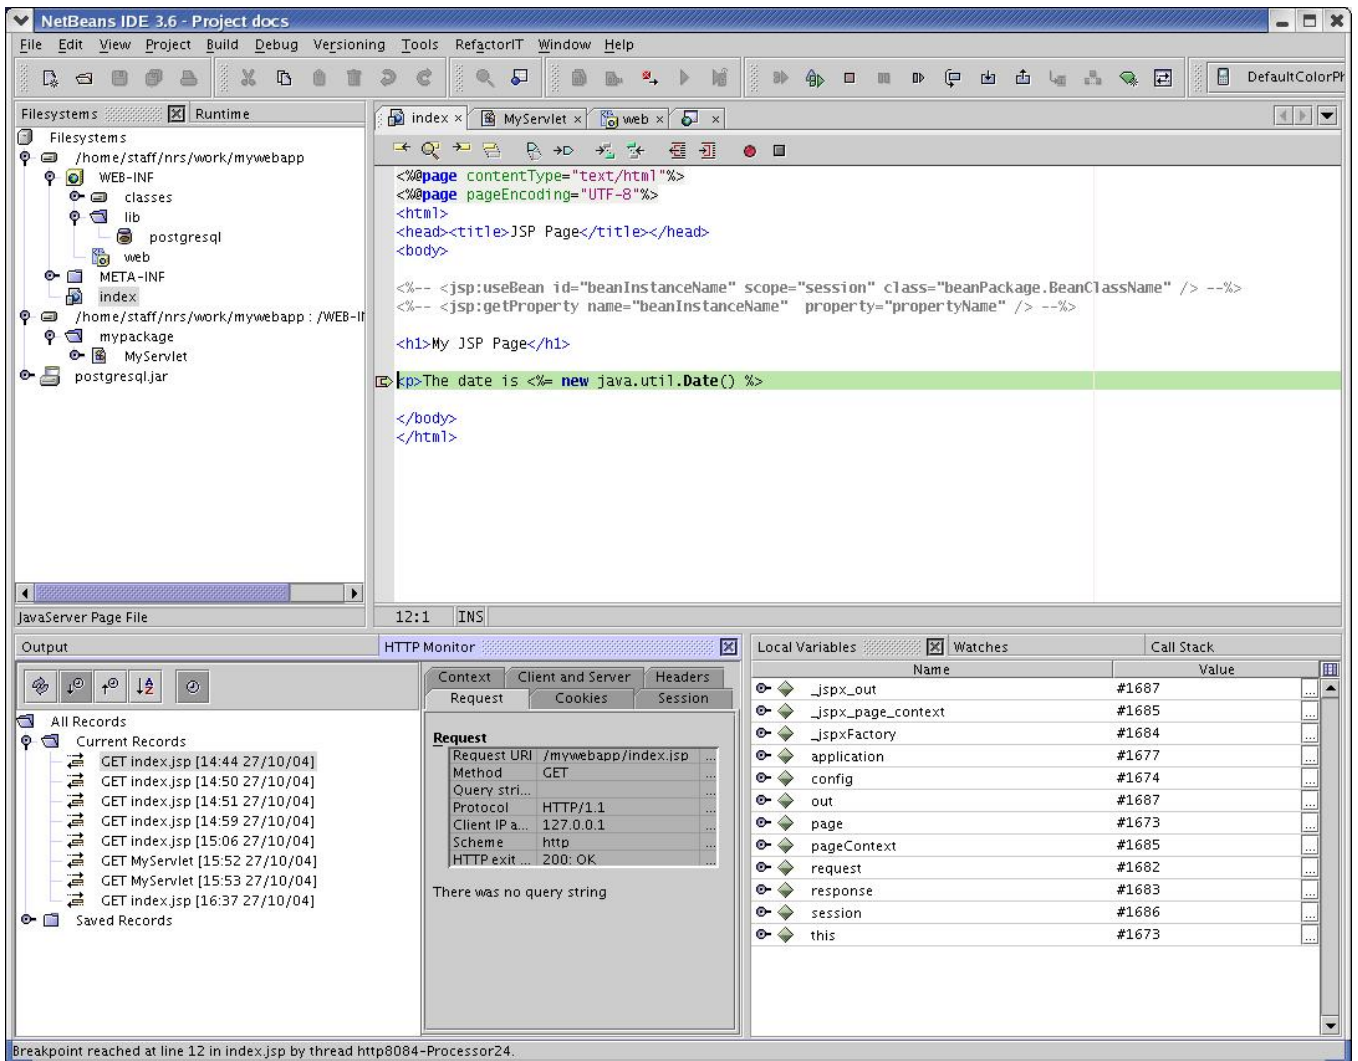 NetBeans IDE 3.6 - Project docs
File Edit View Project Build Debug Versioning Tools RefactorIT Window Help
DefaultColorPr
Filesystems Runtime
Filesystems
/home/staff/nrs/work/mywebapp
WEB-INF
classes
lib
postgresql
web
META-INF
index
/home/staff/nrs/work/mywebapp : /WEB-IN
mypackage
MyServlet
postgresql.jar
JavaServer Page File
index MyServlet web
<%@page contentType="text/html"%>
<%@page pageEncoding="UTF-8"%>
<html>
<head><title>JSP Page</title></head>
<body>
<%-- <jsp:useBean id="beanInstanceName" scope="session" class="beanPackage.BeanClassName" /> --%>
<%-- <jsp:getProperty name="beanInstanceName"  property="propertyName" /> --%>
<h1>My JSP Page</h1>
<p>The date is <%= new java.util.Date() %>
</body>
</html>
12:1 INS
Output HTTP Monitor
All Records
Current Records
GET index.jsp [14:44 27/10/04]
GET index.jsp [14:50 27/10/04]
GET index.jsp [14:51 27/10/04]
GET index.jsp [14:59 27/10/04]
GET index.jsp [15:06 27/10/04]
GET MyServlet [15:52 27/10/04]
GET MyServlet [15:53 27/10/04]
GET index.jsp [16:37 27/10/04]
Saved Records
Context Client and Server Headers
Request Cookies Session
Request
Request URI /mywebapp/index.jsp ...
Method GET ...
Query stri... ...
Protocol HTTP/1.1 ...
Client IP a... 127.0.0.1 ...
Scheme http ...
HTTP exit ... 200: OK ...
There was no query string
Local Variables Watches Call Stack
Name Value
_jspx_out #1687 ...
_jspx_page_context #1685 ...
_jspxFactory #1684 ...
application #1677 ...
config #1674 ...
out #1687 ...
page #1673 ...
pageContext #1685 ...
request #1682 ...
response #1683 ...
session #1686 ...
this #1673 ...
Breakpoint reached at line 12 in index.jsp by thread http8084-Processor24.